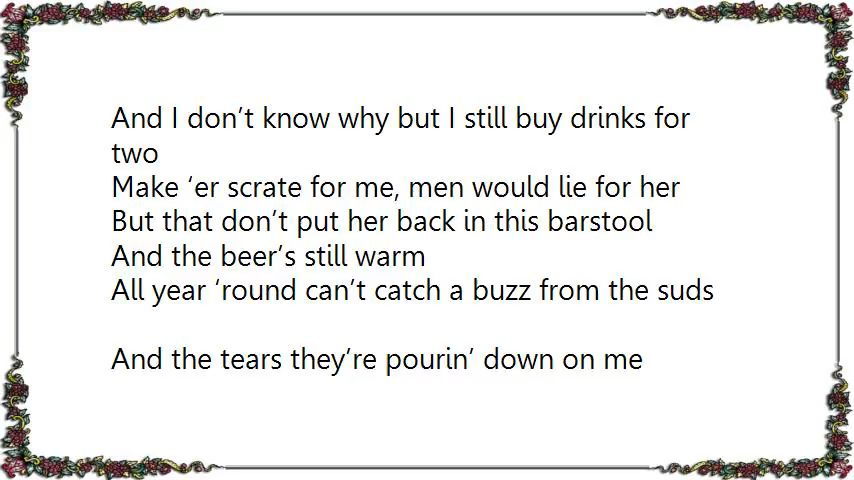 And I don’t know why but I still buy drinks for
two
Make ‘er scrate for me, men would lie for her
But that don’t put her back in this barstool
And the beer’s still warm
All year ‘round can’t catch a buzz from the suds
And the tears they’re pourin’ down on me